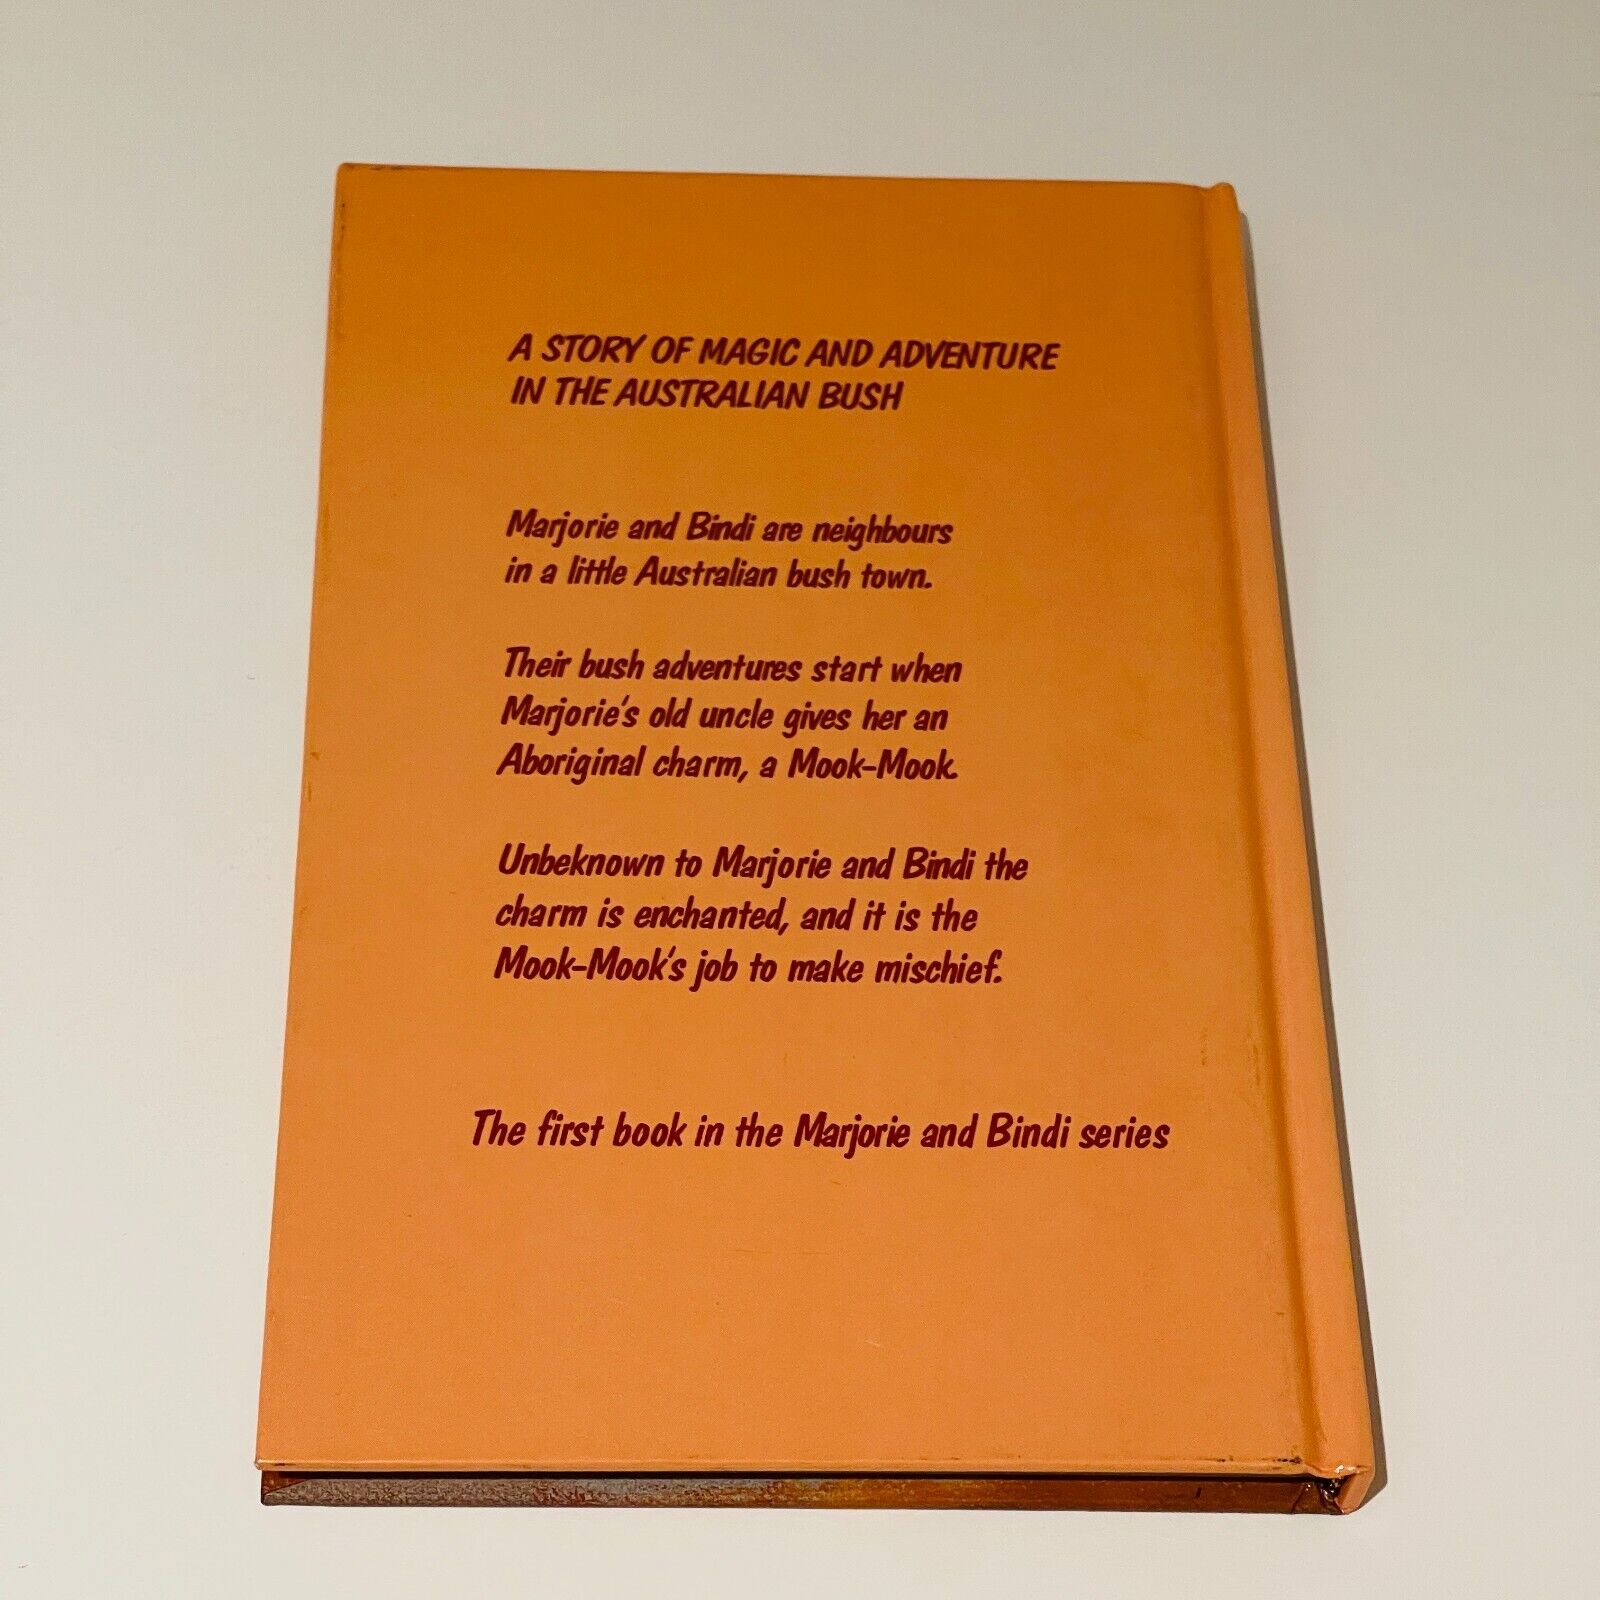 A STORY OF MAGIC AND ADVENTURE
IN THE AUSTRALIAN BUSH
Marjorie and Bindi are neighbours
in a little Australian bush town.
Their bush adventures start when
Marjorie's old uncle gives her an
Aboriginal charm, a Mook-Mook.
Unbeknown to Marjorie and Bindi the
charm is enchanted, and it is the
Mook-Mook's job to make mischief.
The first book in the Marjorie and Bindi series